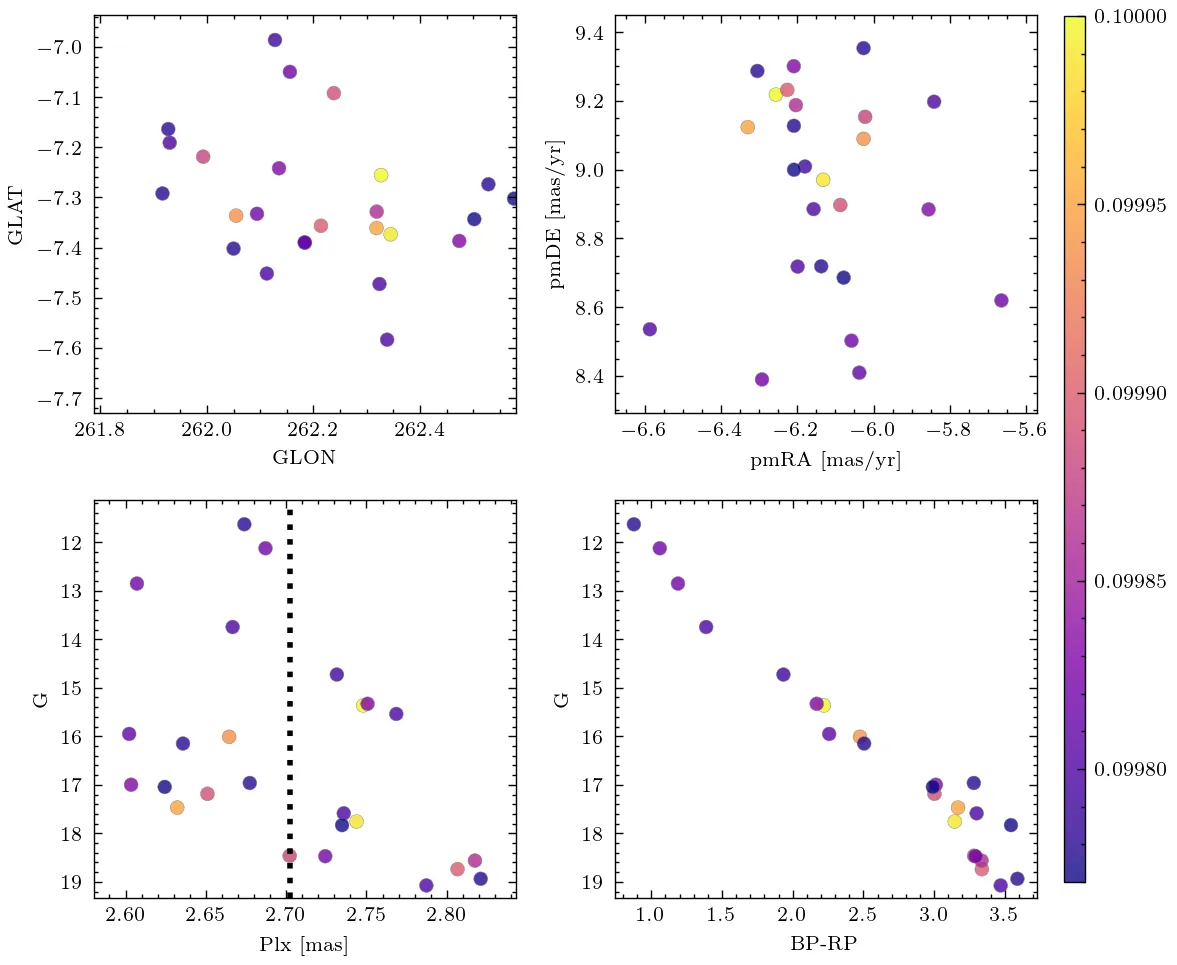 −7.0
−7.1
−7.2
−7.3
−7.4
−7.5
−7.6
−7.7
GLAT
261.8 262.0 262.2 262.4
GLON
9.4
9.2
9.0
8.8
8.6
8.4
pmDE [mas/yr]
−6.6 −6.4 −6.2 −6.0 −5.8 −5.6
pmRA [mas/yr]
0.10000
0.09995
0.09990
0.09985
0.09980
12
13
14
15
16
17
18
19
G
2.60 2.65 2.70 2.75 2.80
Plx [mas]
12
13
14
15
16
17
18
19
G
1.0 1.5 2.0 2.5 3.0 3.5
BP-RP